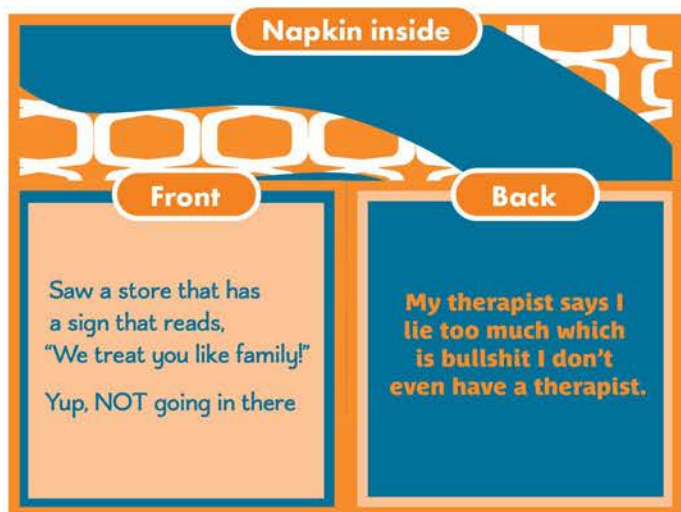 Napkin inside
Front
Saw a store that has
a sign that reads,
“We treat you like family!”
Yup, NOT going in there
Back
My therapist says I
lie too much which
is bullshit I don’t
even have a therapist.